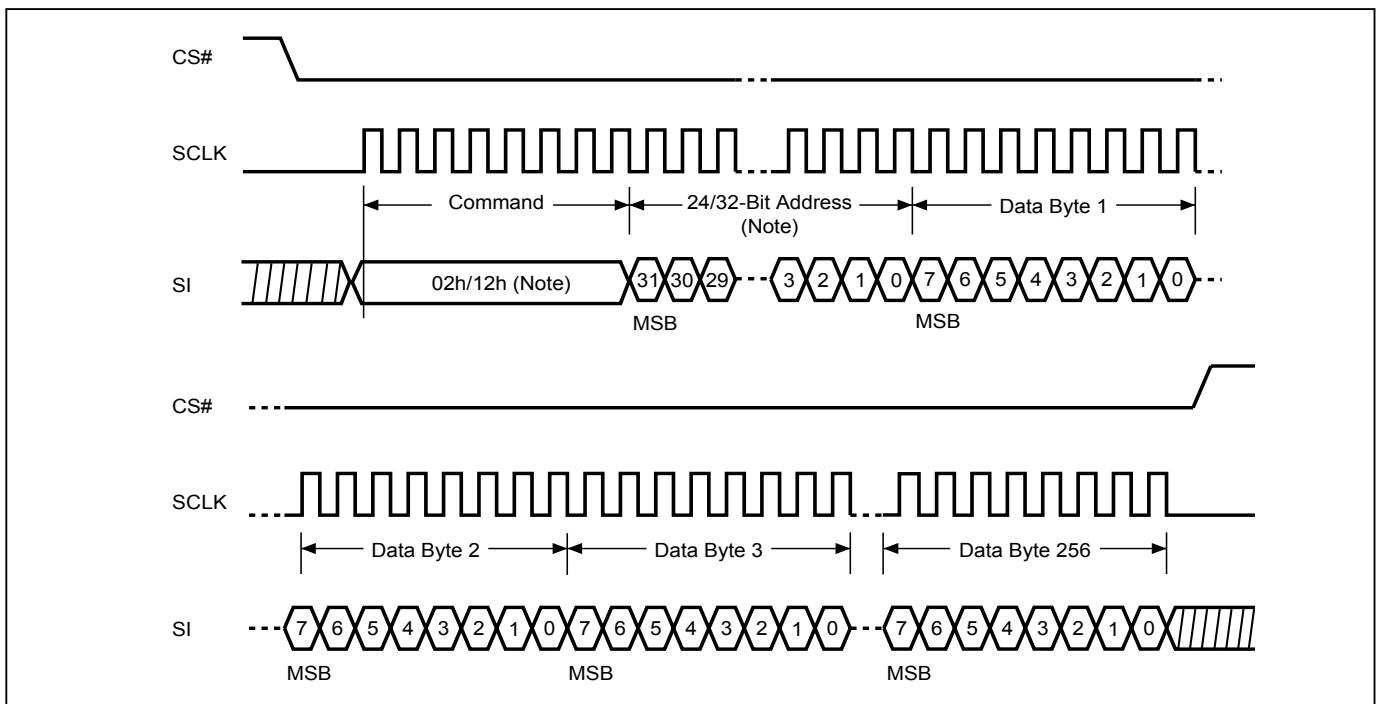 CS#
SCLK
Command
24/32-Bit Address
(Note)
Data Byte 1
SI
02h/12h (Note)
31 30 29
3 2 1 0 7 6 5 4 3 2 1 0
MSB
MSB
CS#
SCLK
Data Byte 2
Data Byte 3
Data Byte 256
SI
7 6 5 4 3 2 1 0 7 6 5 4 3 2 1 0
7 6 5 4 3 2 1 0
MSB
MSB
MSB